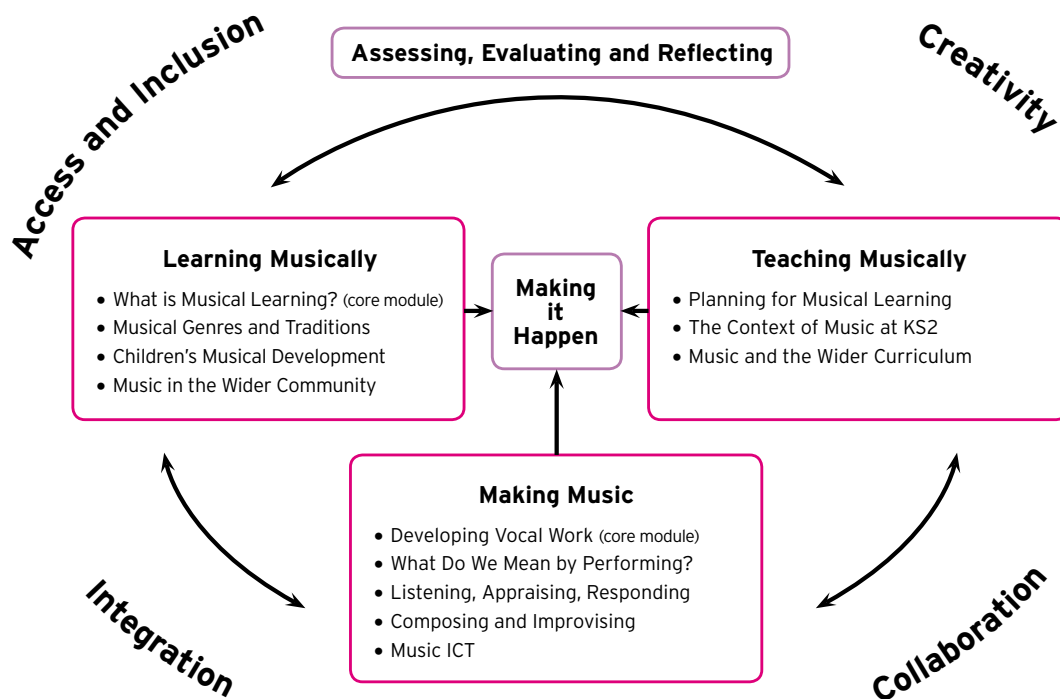 Access and Inclusion
Assessing, Evaluating and Reflecting
Creativity
Learning Musically
• What is Musical Learning? (core module)
• Musical Genres and Traditions
• Children’s Musical Development
• Music in the Wider Community
Making
it
Happen
Teaching Musically
• Planning for Musical Learning
• The Context of Music at KS2
• Music and the Wider Curriculum
Making Music
• Developing Vocal Work (core module)
• What Do We Mean by Performing?
• Listening, Appraising, Responding
• Composing and Improvising
• Music ICT
Integration
Collaboration